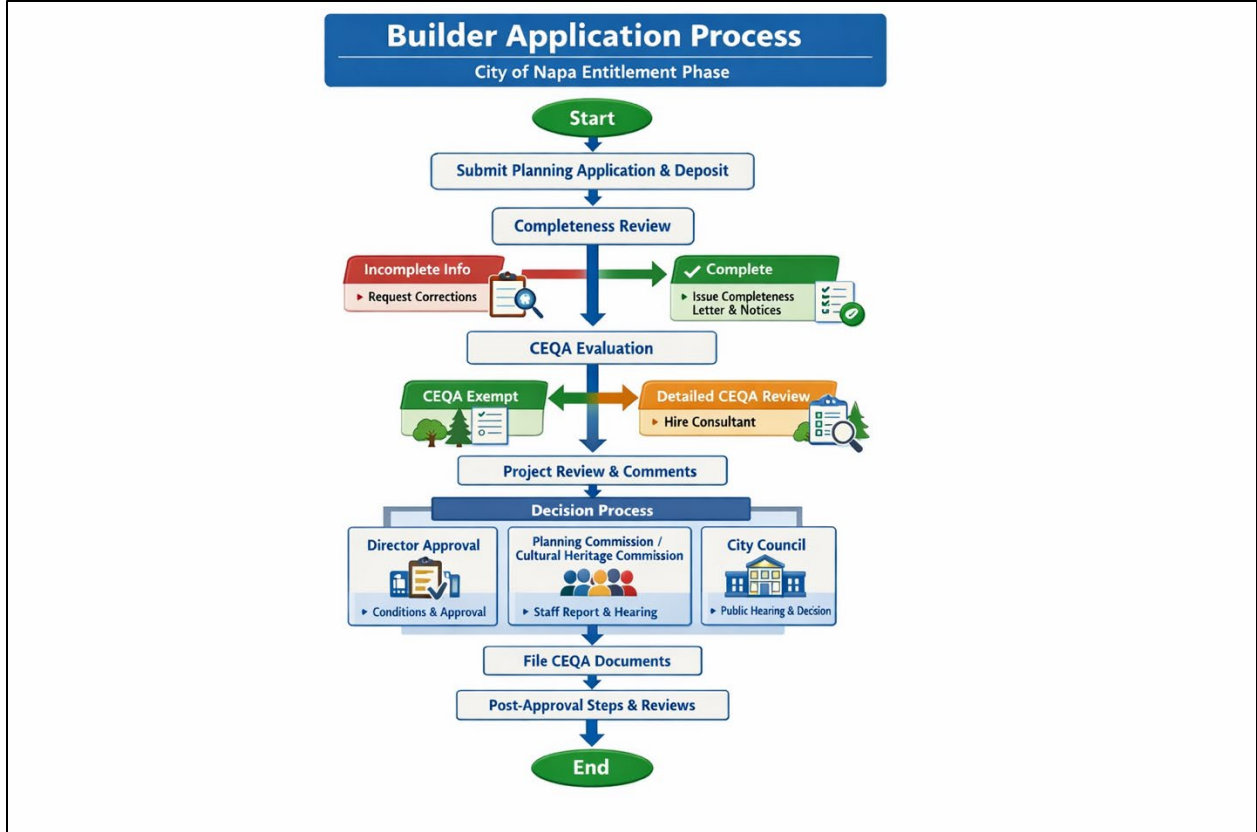 Builder Application Process
City of Napa Entitlement Phase
Start
Submit Planning Application & Deposit
Completeness Review
Incomplete Info
▸ Request Corrections
✓ Complete
▸ Issue Completeness
Letter & Notices
CEQA Evaluation
CEQA Exempt
Detailed CEQA Review
▸ Hire Consultant
Project Review & Comments
Decision Process
Director Approval
▸ Conditions & Approval
Planning Commission /
Cultural Heritage Commission
▸ Staff Report & Hearing
City Council
▸ Public Hearing & Decision
File CEQA Documents
Post-Approval Steps & Reviews
End